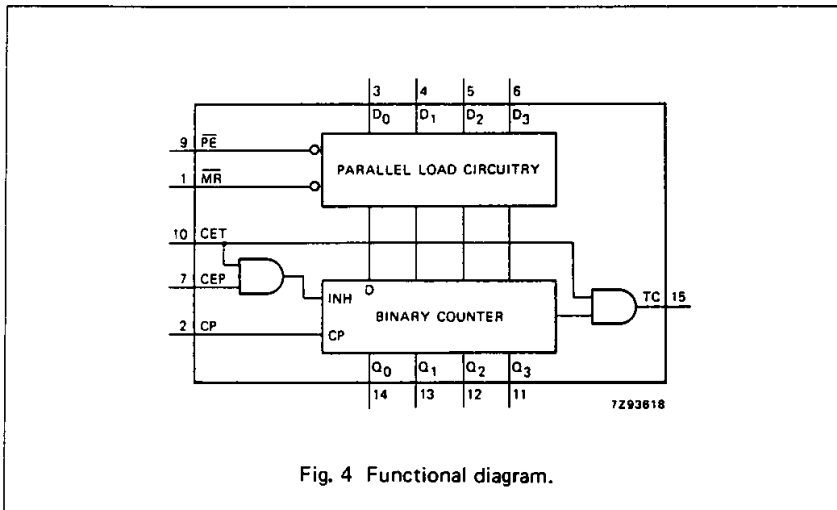 3 4 5 6
D0 D1 D2 D3
9 PE
PARALLEL LOAD CIRCUITRY
1 MR
10 CET
7 CEP
INH D
BINARY COUNTER
TC 15
2 CP
CP
Q0 Q1 Q2 Q3
14 13 12 11
7Z93618
Fig. 4 Functional diagram.